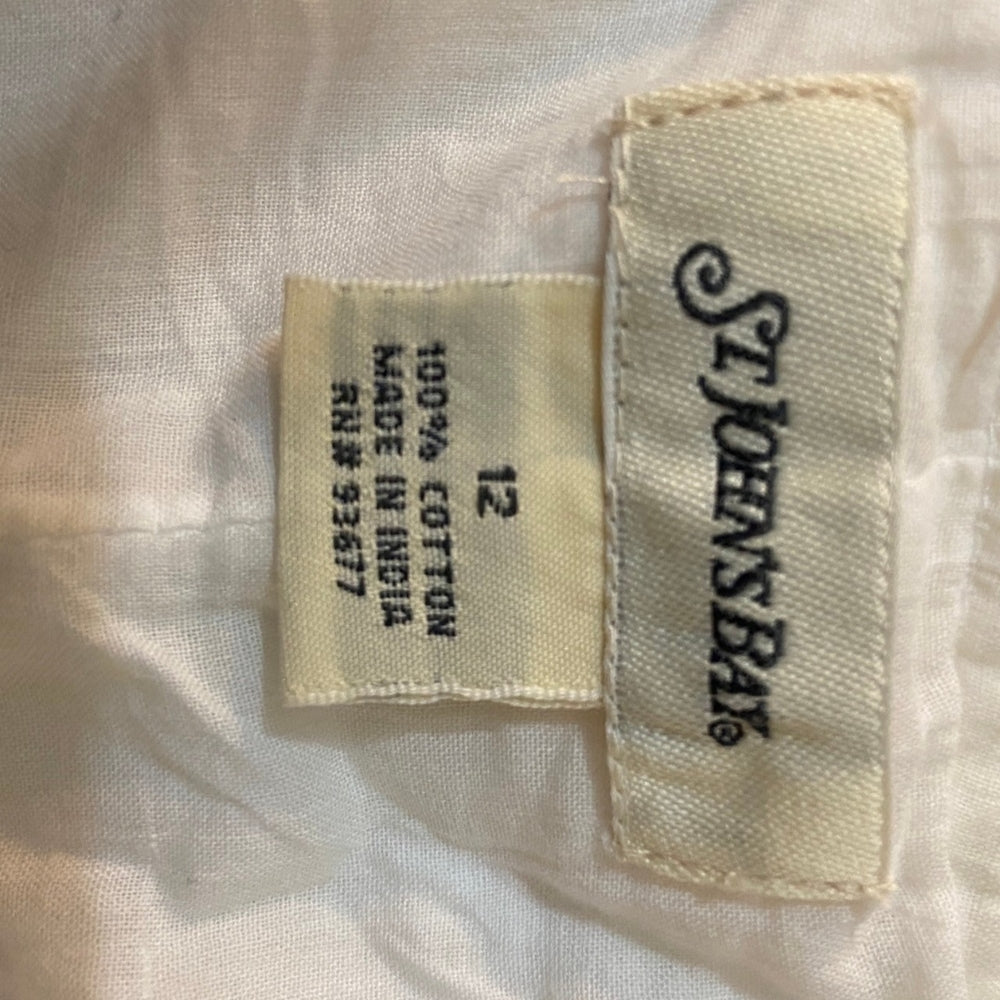 ST JOHN'S BAY®
12
100% COTTON
MADE IN INDIA
RN# 93677